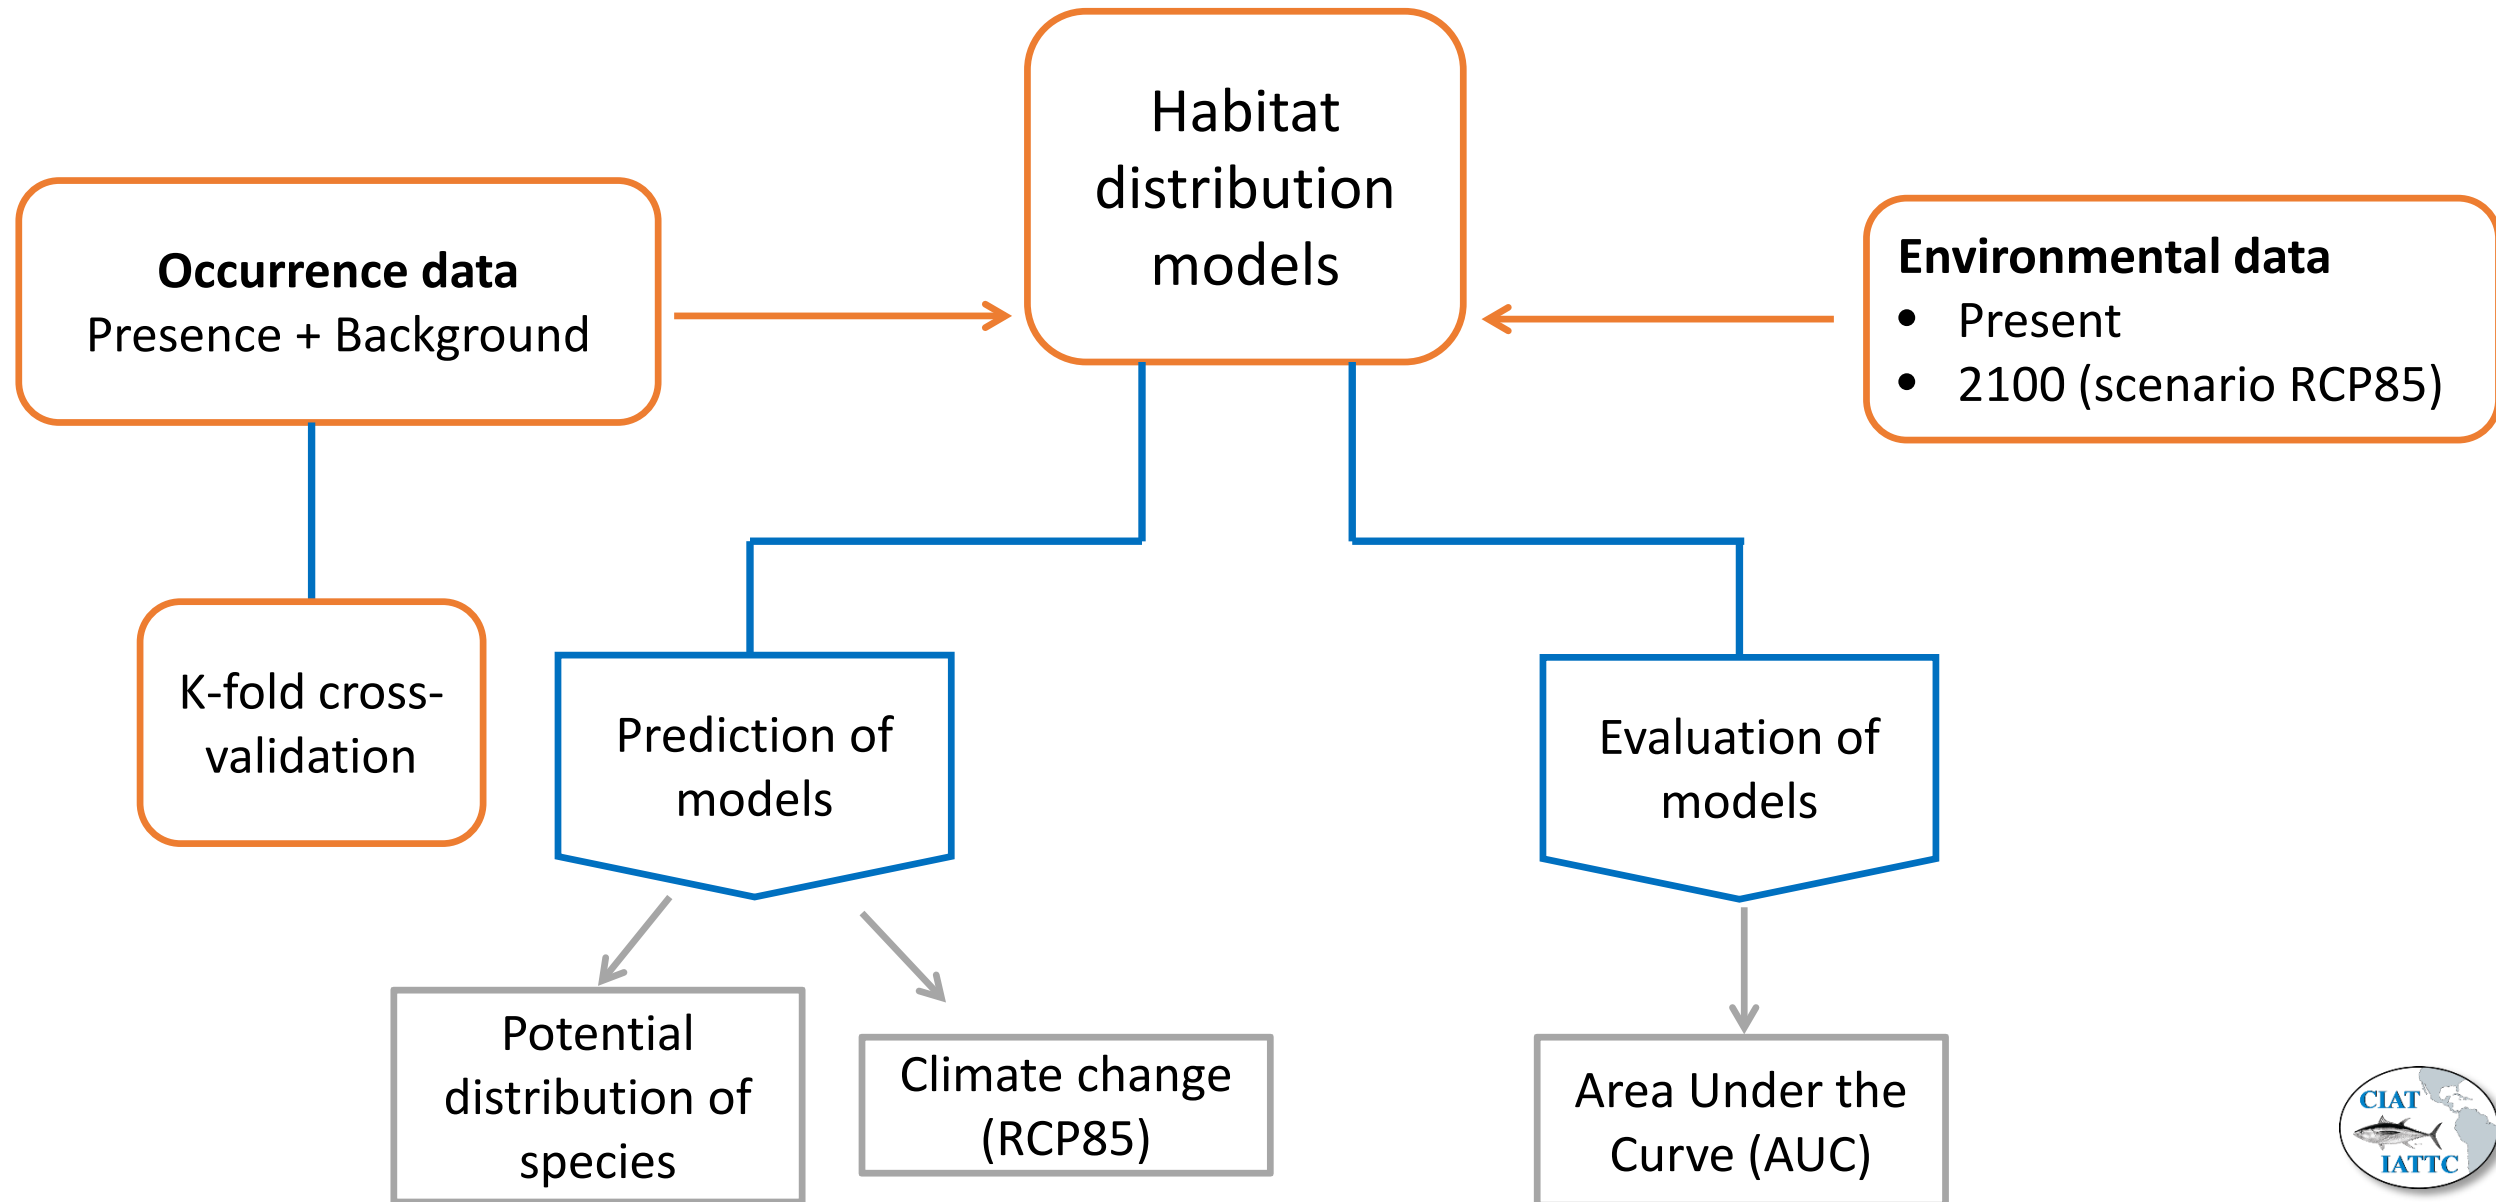 Habitat
distribution
models
Occurrence data
Presence + Background
Environmental data
• Present
• 2100 (scenario RCP85)
K-fold cross-
validation
Prediction of
models
Evaluation of
models
Potential
distribution of
species
Climate change
(RCP85)
Area Under the
Curve (AUC)
CIAT
IATTC